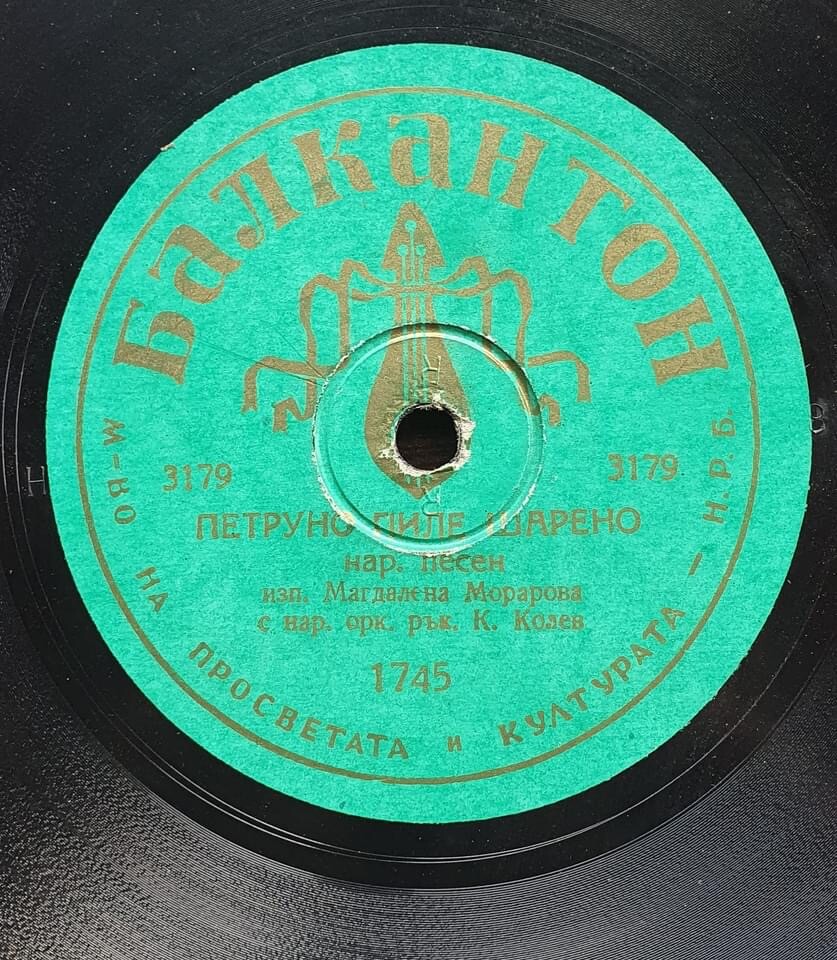 Балкантон
3179 3179
ПЕТРУНО ПИЛЕ ШАРЕНО
нар. песен
изп. Магдалена Морарова
с нар. орк. рък. К. Колев
1745
М-ВО НА ПРОСВЕТАТА И КУЛТУРАТА – Н.Р.Б.